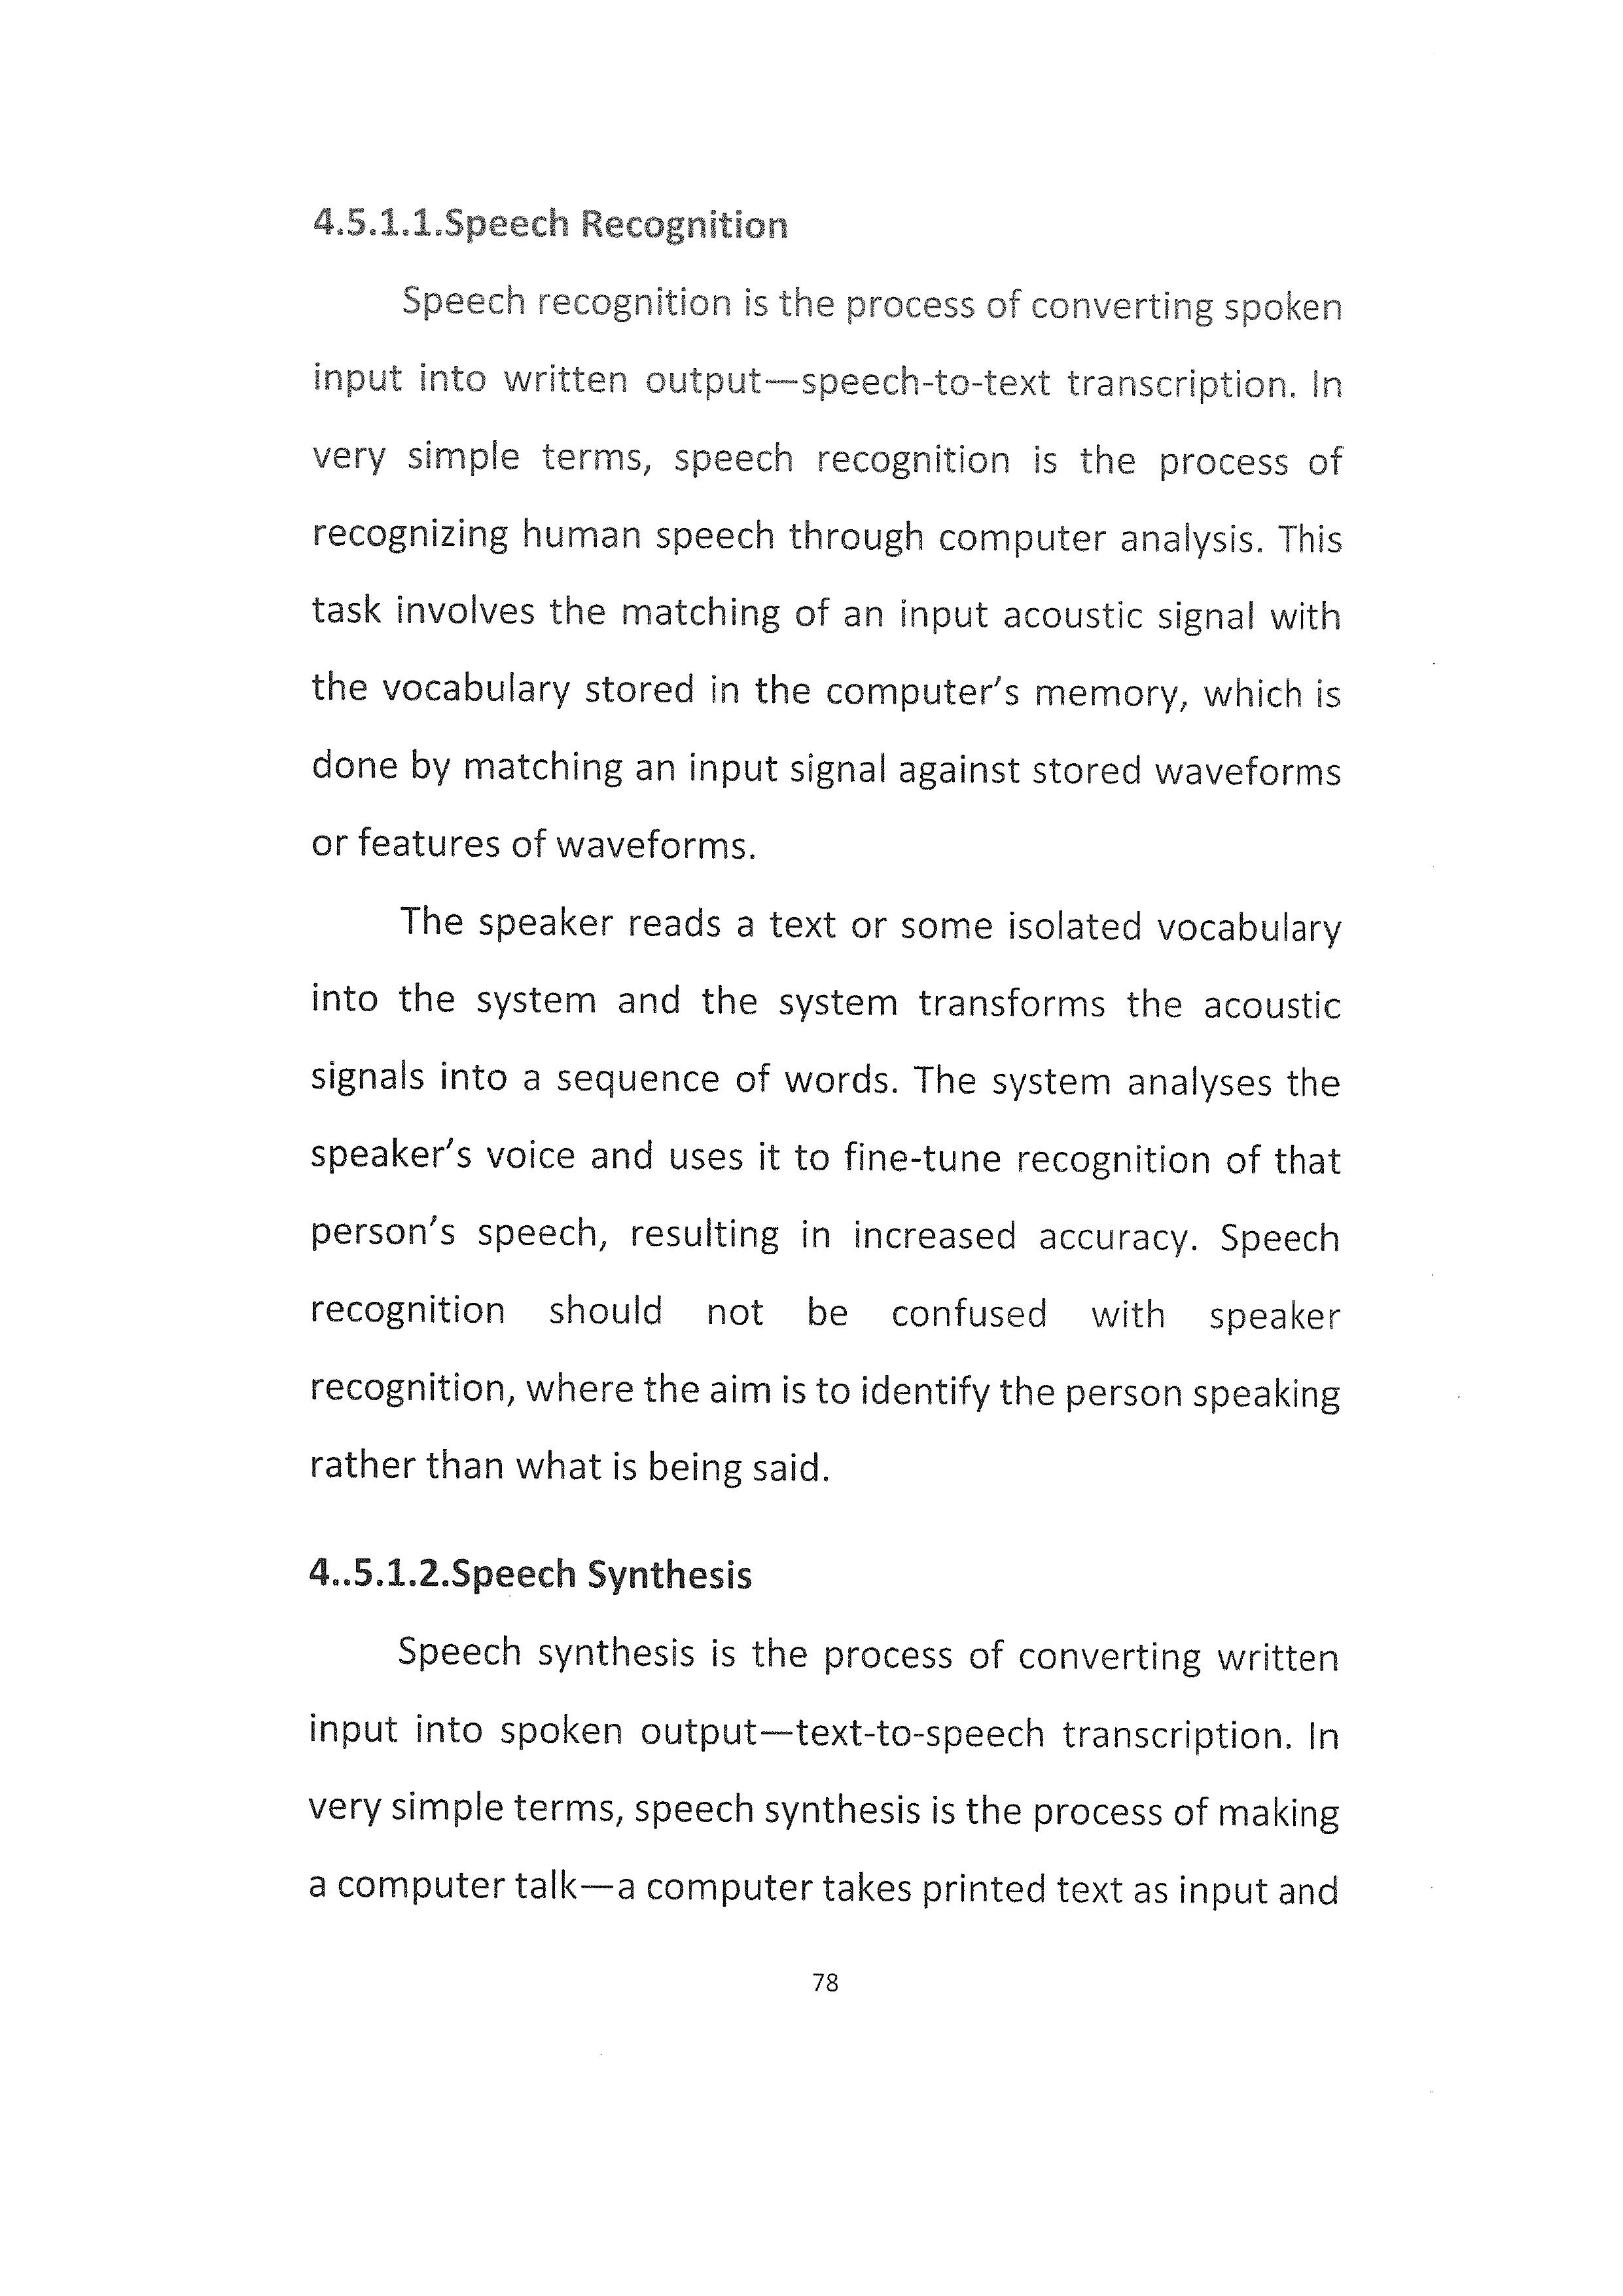 4.5.1.1.Speech Recognition
Speech recognition is the process of converting spoken
input into written output—speech-to-text transcription. In
very simple terms, speech recognition is the process of
recognizing human speech through computer analysis. This
task involves the matching of an input acoustic signal with
the vocabulary stored in the computer's memory, which is
done by matching an input signal against stored waveforms
or features of waveforms.
The speaker reads a text or some isolated vocabulary
into the system and the system transforms the acoustic
signals into a sequence of words. The system analyses the
speaker's voice and uses it to fine-tune recognition of that
person's speech, resulting in increased accuracy. Speech
recognition should not be confused with speaker
recognition, where the aim is to identify the person speaking
rather than what is being said.
4..5.1.2.Speech Synthesis
Speech synthesis is the process of converting written
input into spoken output—text-to-speech transcription. In
very simple terms, speech synthesis is the process of making
a computer talk—a computer takes printed text as input and
78